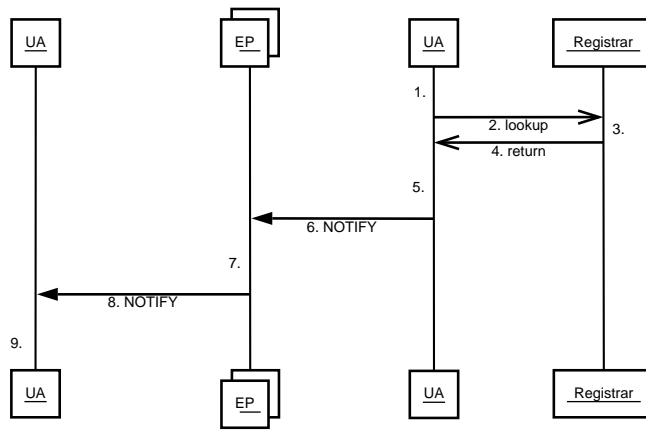 UA EP UA Registrar
1.
2. lookup
3.
4. return
5.
6. NOTIFY
7.
8. NOTIFY
9.
UA EP UA Registrar